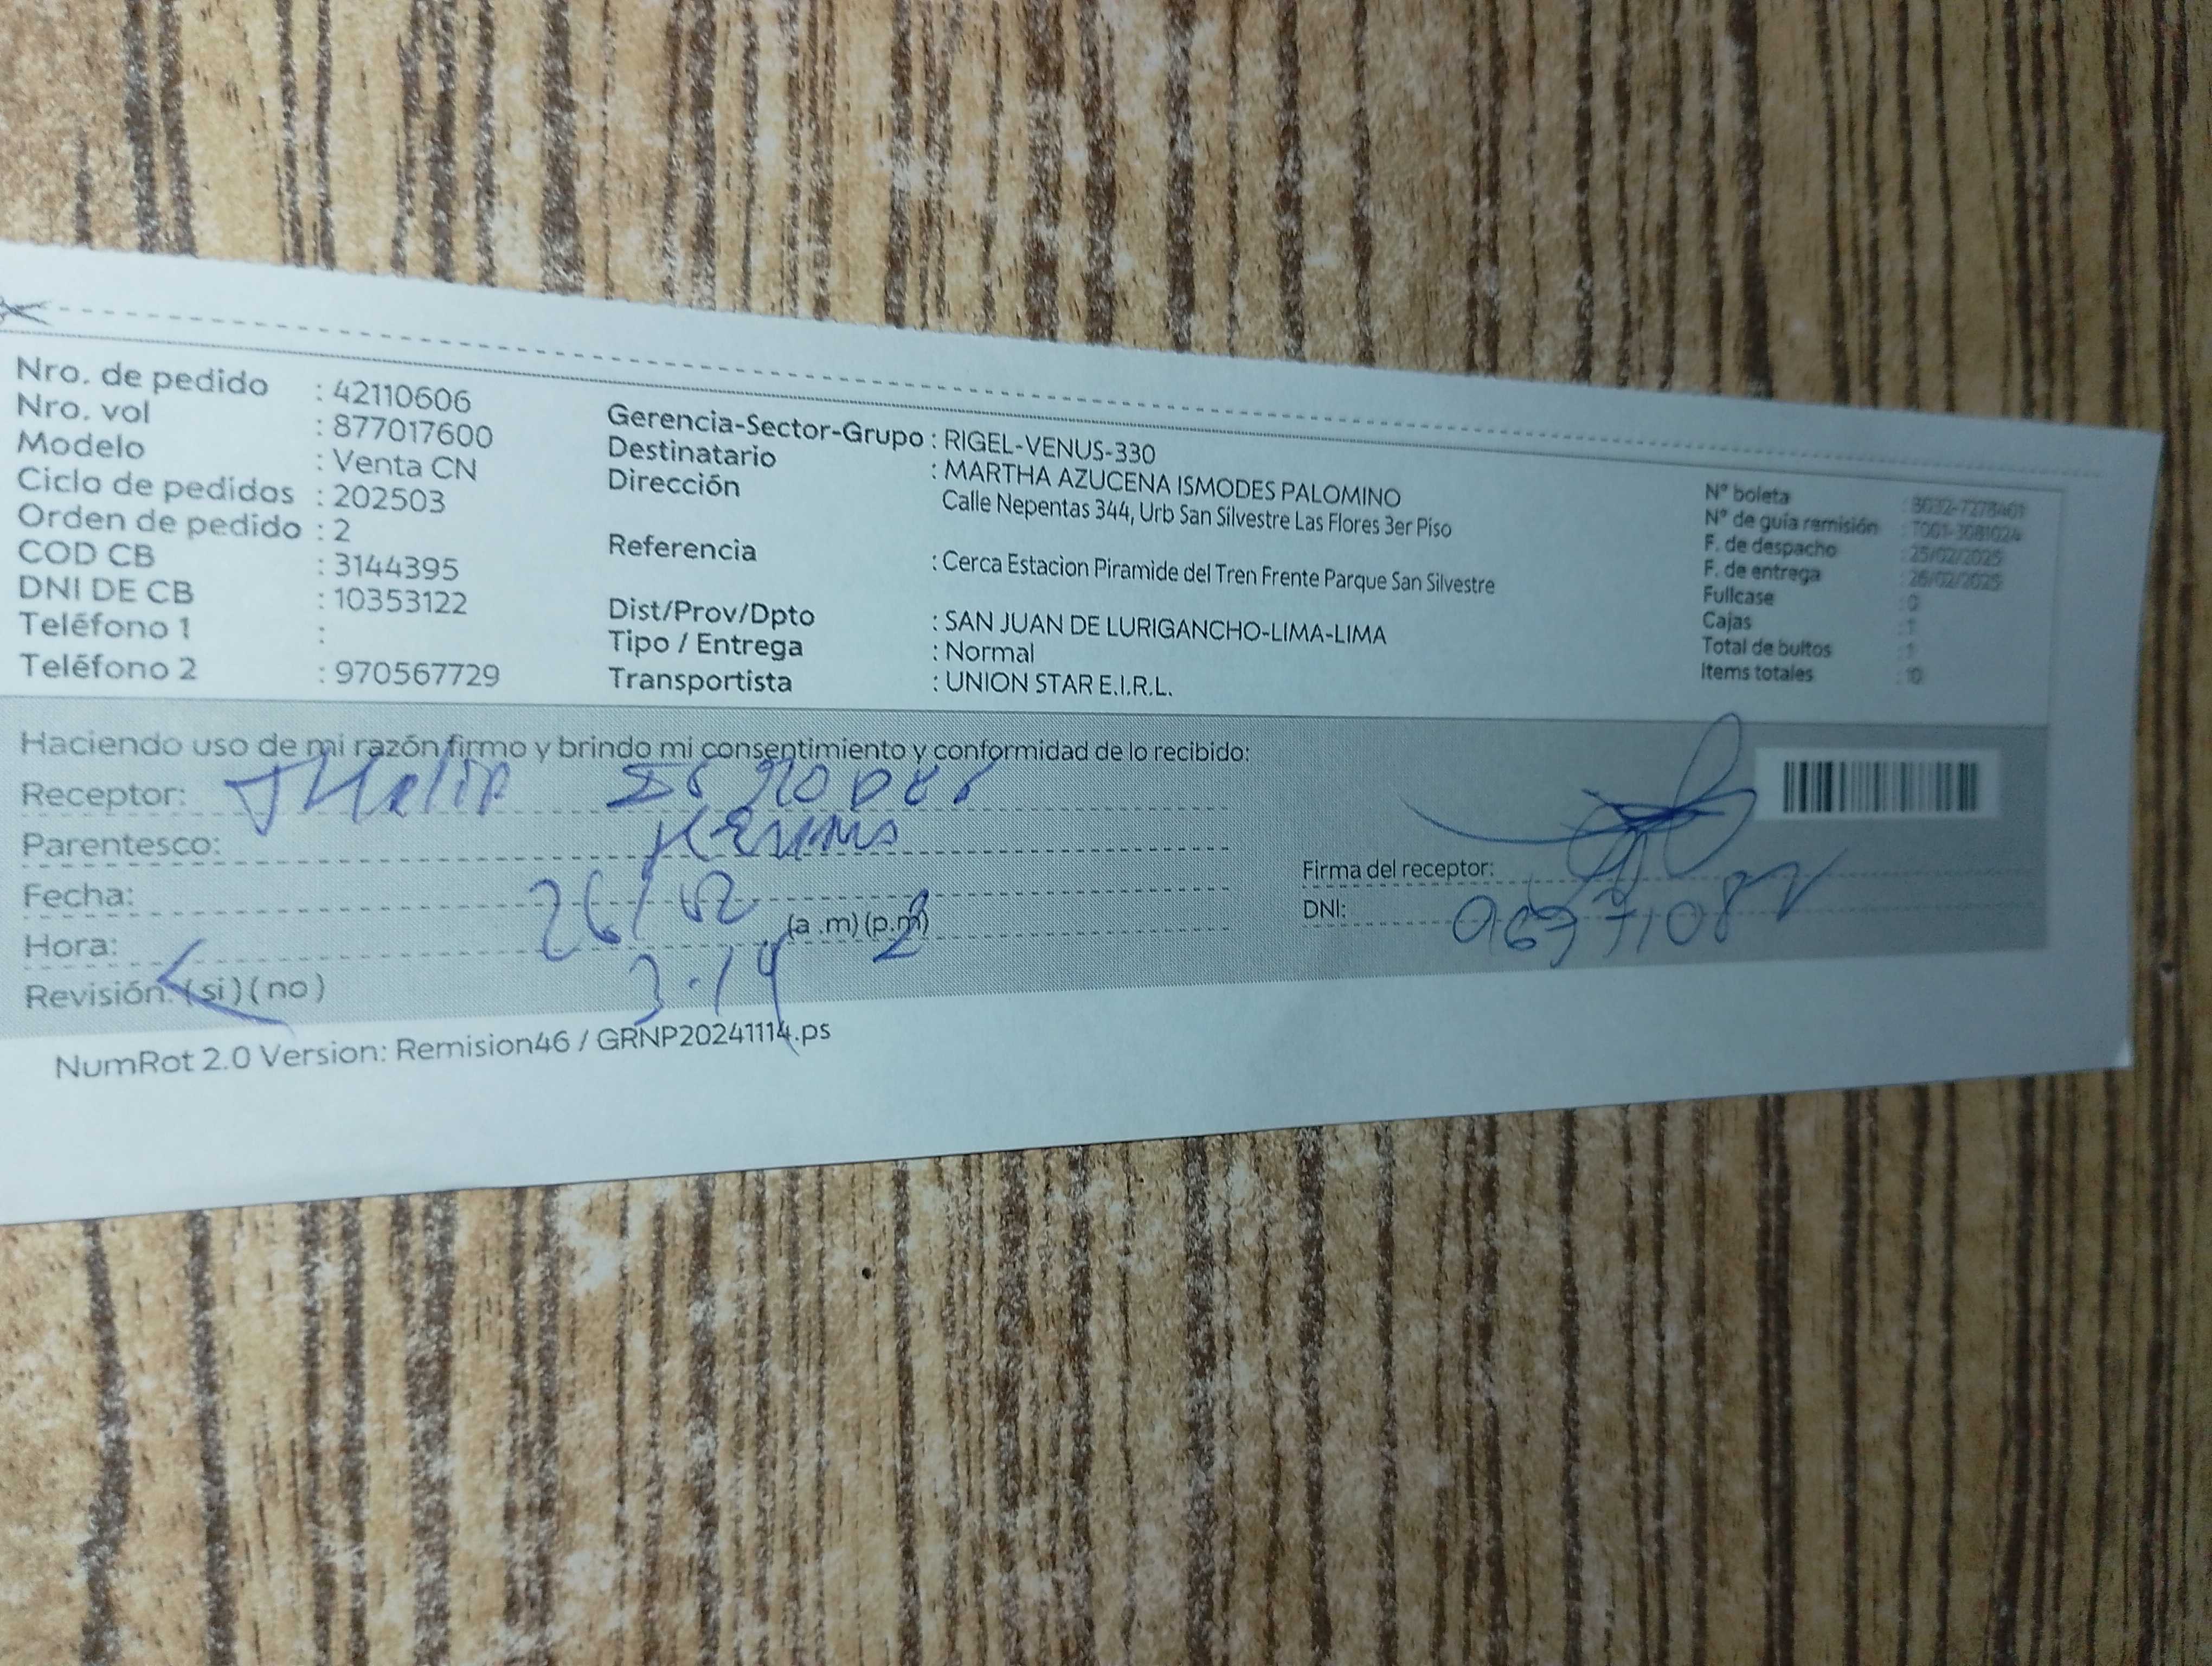 Nro. de pedido : 42110606
Nro. vol : 877017600
Modelo : Venta CN
Ciclo de pedidos : 202503
Orden de pedido : 2
COD CB : 3144395
DNI DE CB : 10353122
Teléfono 1 :
Teléfono 2 : 970567729
Gerencia-Sector-Grupo : RIGEL-VENUS-330
Destinatario : MARTHA AZUCENA ISMODES PALOMINO
Dirección Calle Nepentas 344, Urb San Silvestre Las Flores 3er Piso
Referencia : Cerca Estacion Piramide del Tren Frente Parque San Silvestre
Dist/Prov/Dpto : SAN JUAN DE LURIGANCHO-LIMA-LIMA
Tipo / Entrega : Normal
Transportista : UNION STAR E.I.R.L.
N° boleta
N° de guía remisión
F. de despacho : 25/02/2025
F. de entrega : 26/02/2025
Fullcase : 0
Cajas : 1
Total de bultos : 1
Items totales : 10
Haciendo uso de mi razón firmo y brindo mi consentimiento y conformidad de lo recibido:
Receptor:
Parentesco:
Fecha: 26/02
Hora: 3.14 (a .m) (p.m)
Revisión: (si) (no)
Firma del receptor:
DNI:
NumRot 2.0 Version: Remision46 / GRNP20241114.ps